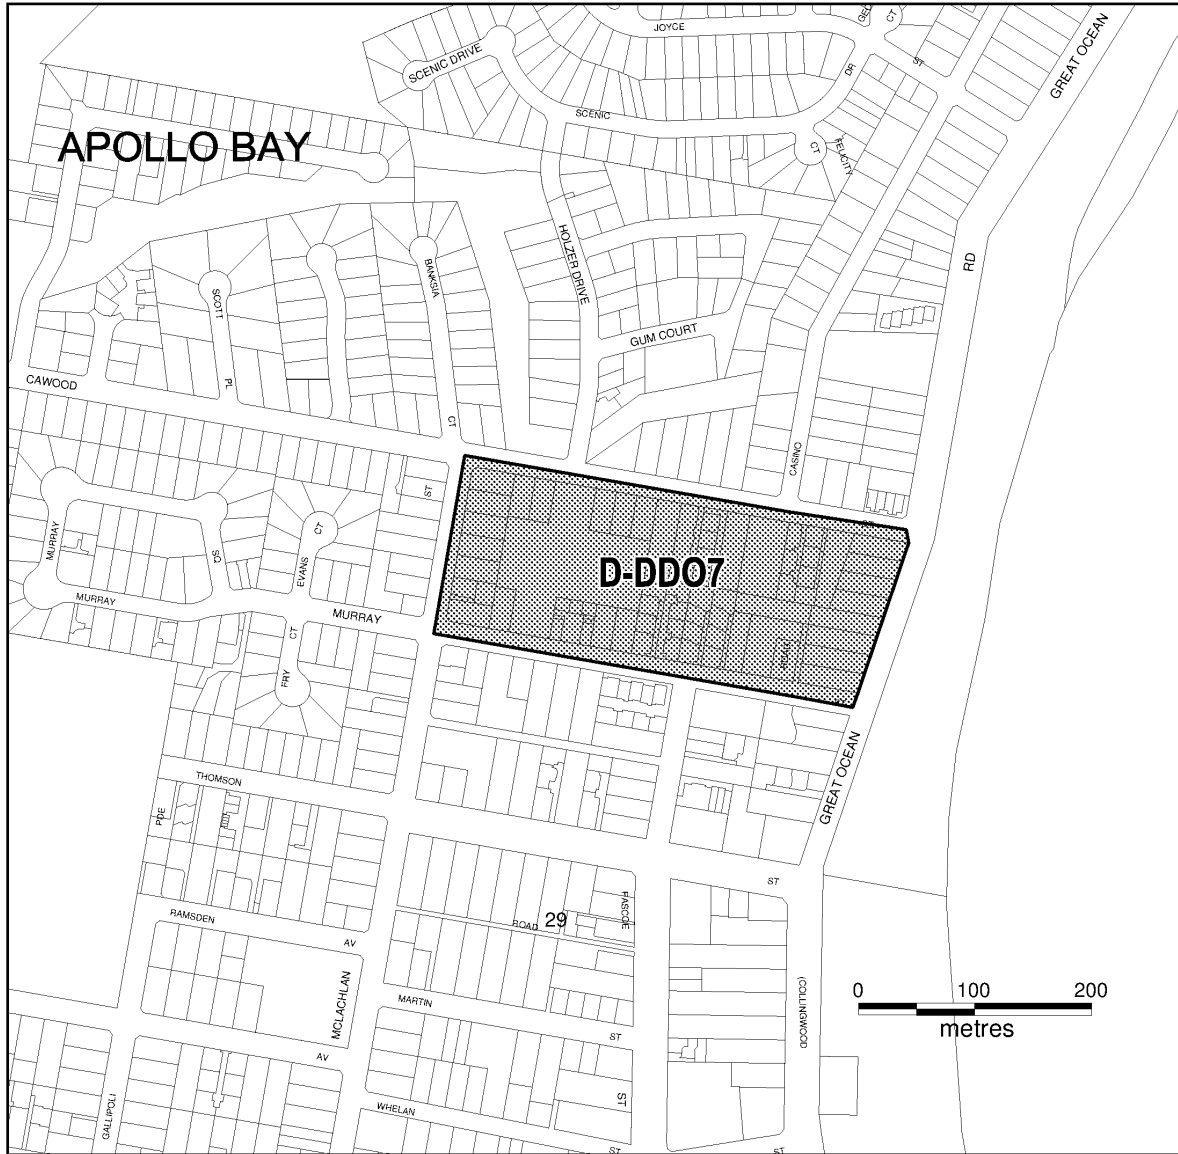 JOYCE
GEO
CT
ST
GREAT OCEAN
SCENIC DRIVE
DR
SCENIC
APOLLO BAY
CT
FELICITY
HOLZER DRIVE
BANKSIA
RD
SCOTT
GUM COURT
CAWOOD
PL
CT
CASINO
ST
MURRAY
CT
SQ
EVANS
D-DDO7
MURRAY
MURRAY
CT
FRY
ROAD
THOMSON
GREAT OCEAN
PDE
ST
RAMSDEN
PASCOE
ROAD 29
AV
MCLACHLAN
(COLLINGWOOD
0 100 200
metres
MARTIN
ST
AV
GALLIPOLI
WHELAN
ST
ST
ST